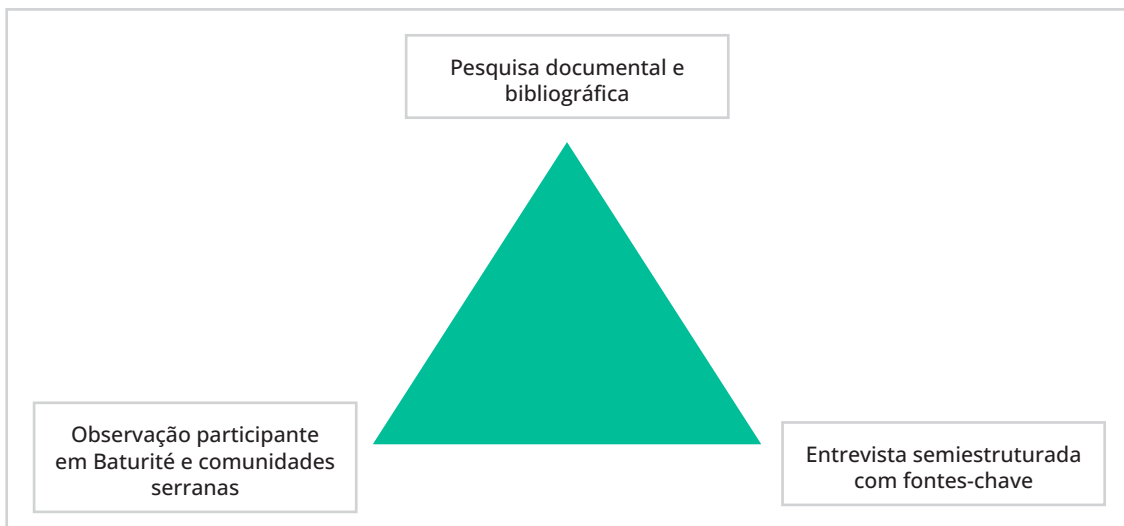 Pesquisa documental e
bibliográfica
Observação participante
em Baturité e comunidades
serranas
Entrevista semiestruturada
com fontes-chave